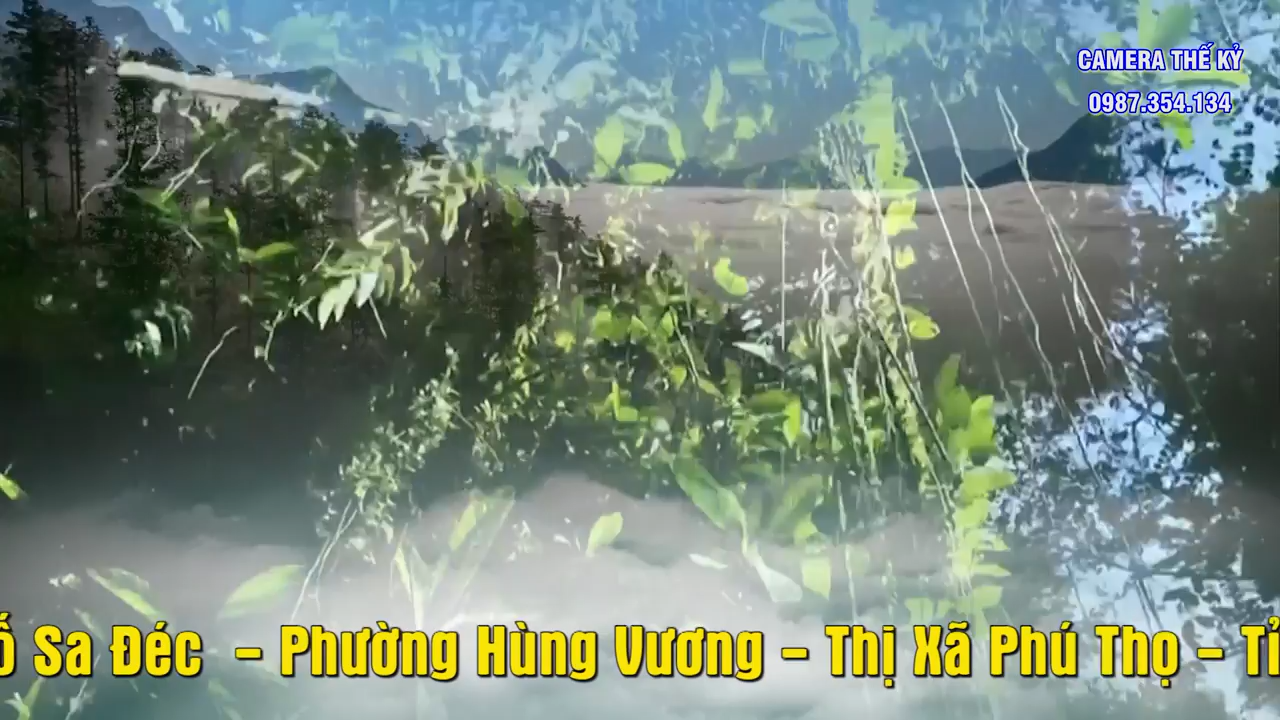 CAMERA THẾ KỶ
0987.354.134
Sa Đéc – Phường Hùng Vương – Thị Xã Phú Thọ –